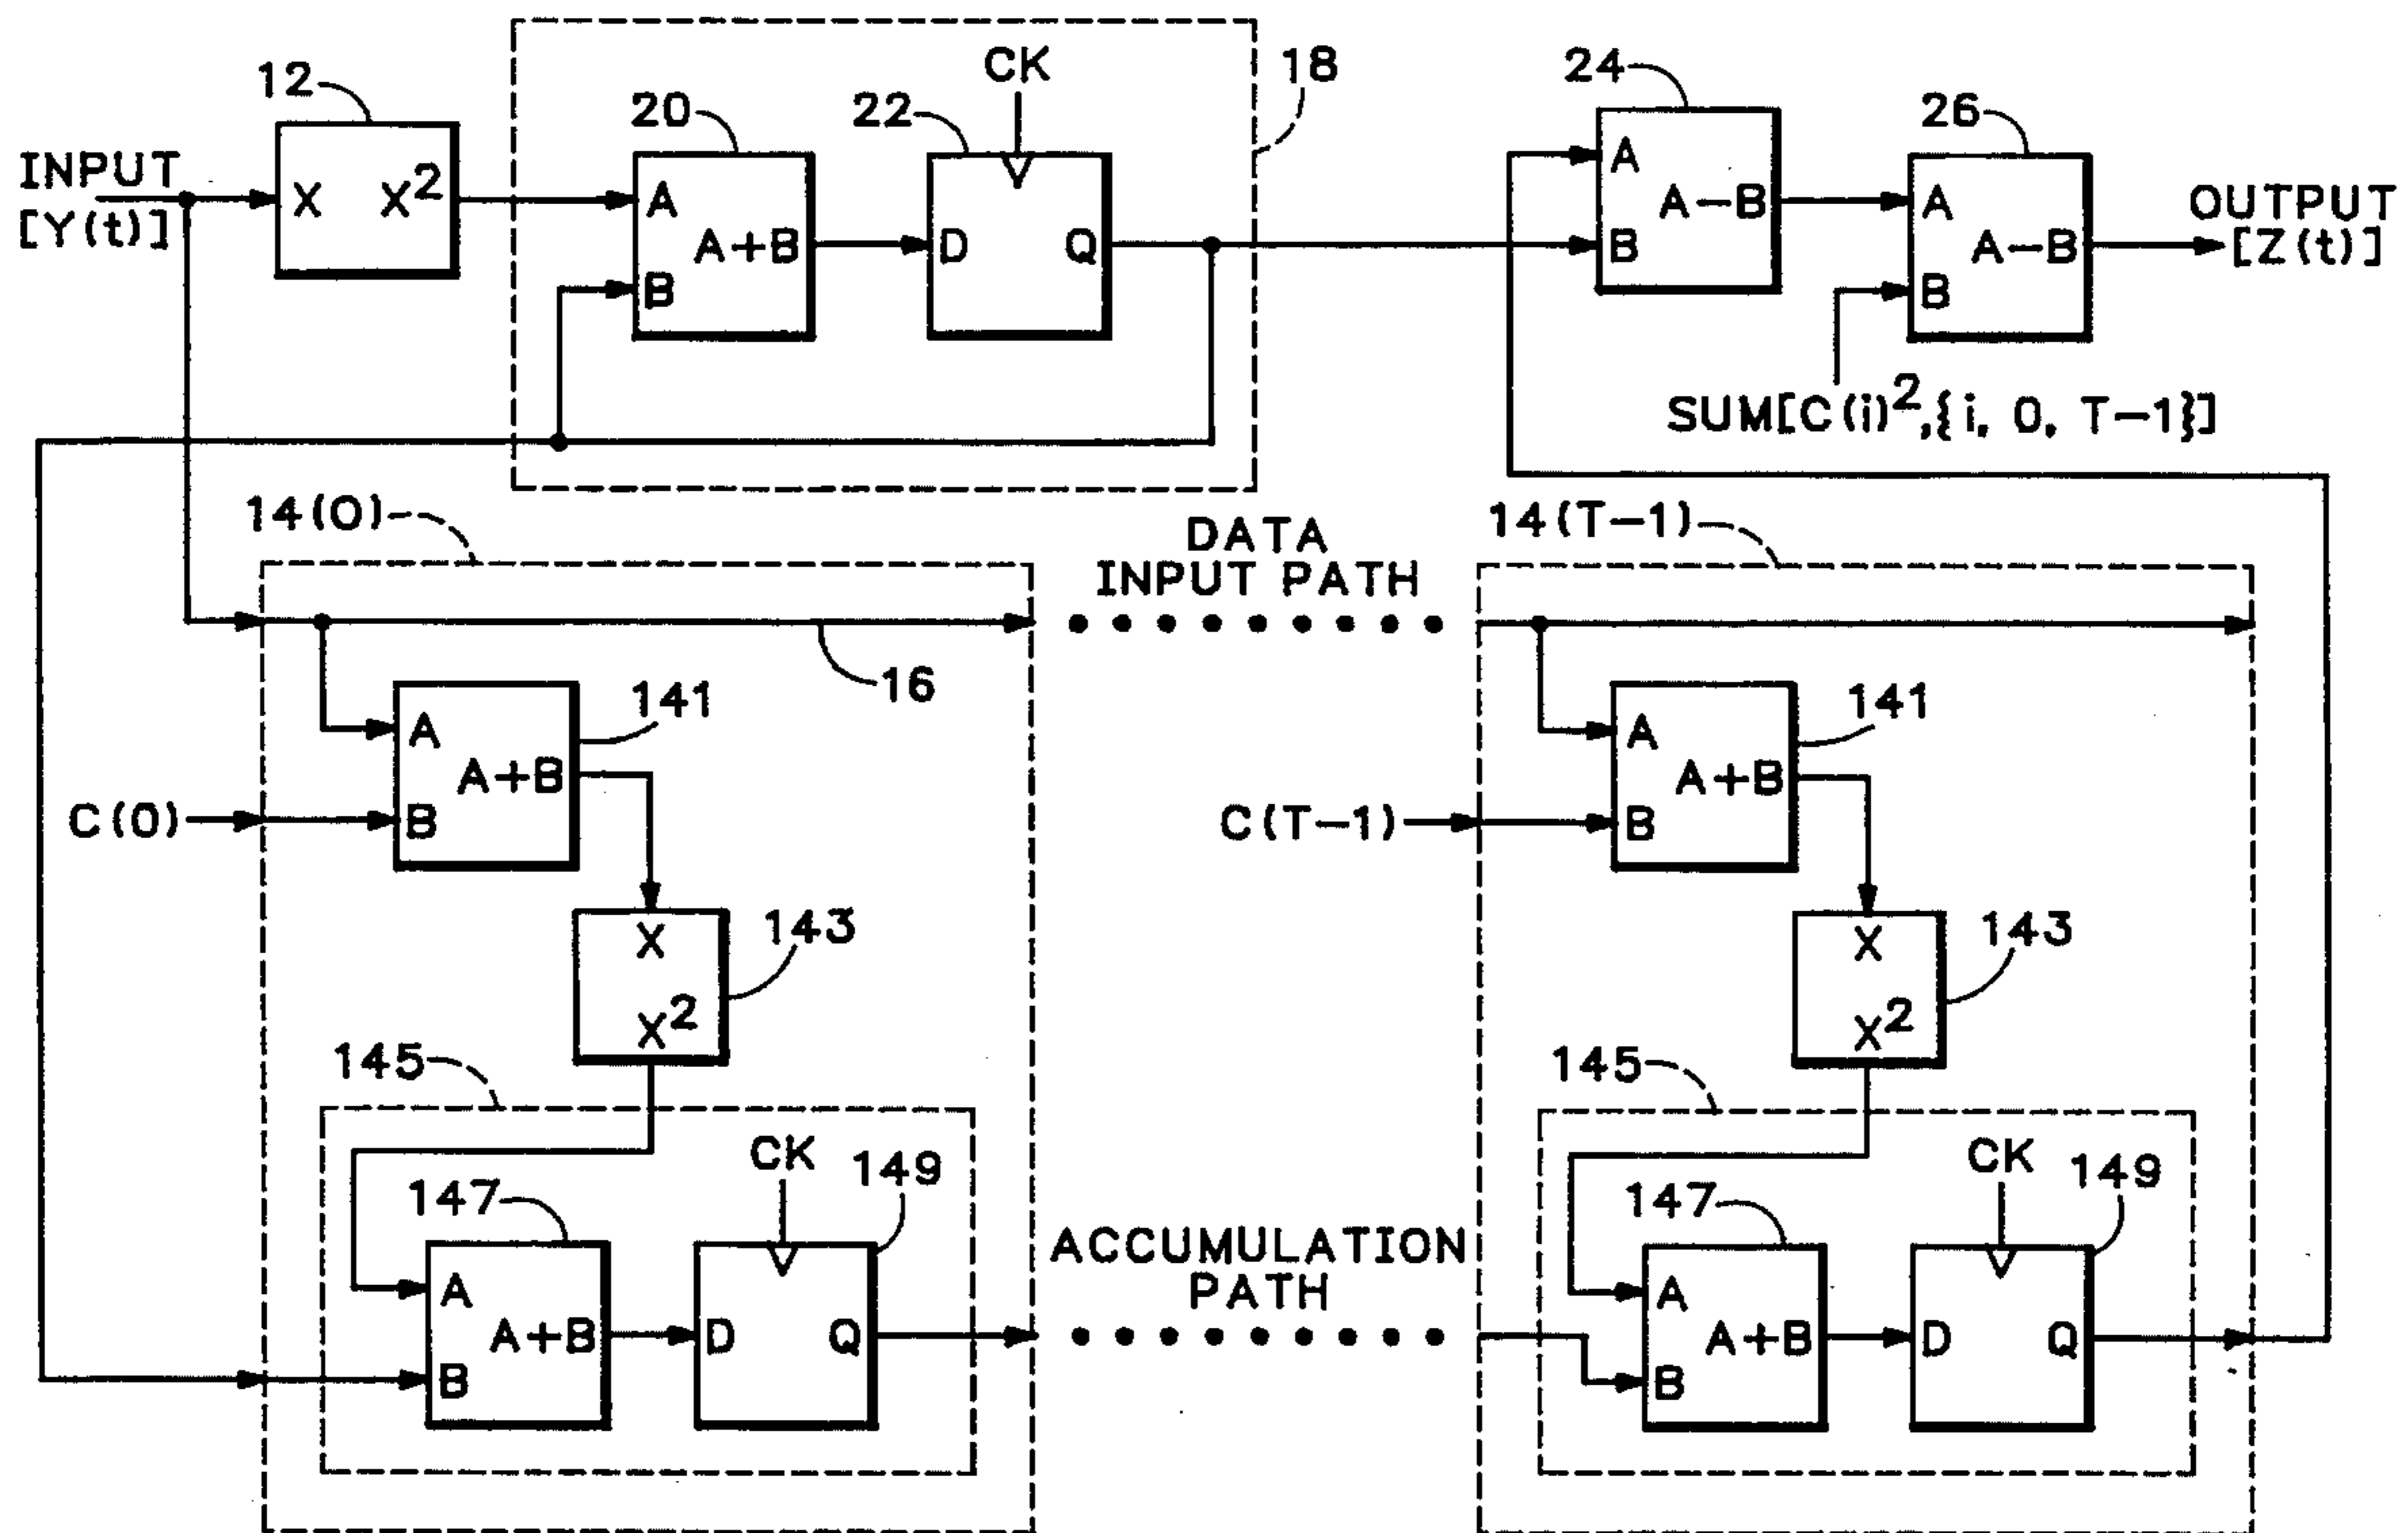 12
INPUT
[Y(t)]
X X²
CK
18
20
22
A
B
A+B
D Q
24
A
B
A−B
26
A
B
A−B
OUTPUT
[Z(t)]
SUM[C(i)²,{i, 0, T−1}]
14(0)
DATA
INPUT PATH
14(T−1)
16
141
A
A+B
B
C(0)
143
X
X²
145
CK
147
149
A
A+B
B
D Q
ACCUMULATION
PATH
141
A
A+B
B
C(T−1)
143
X
X²
145
CK
147
149
A
A+B
B
D Q